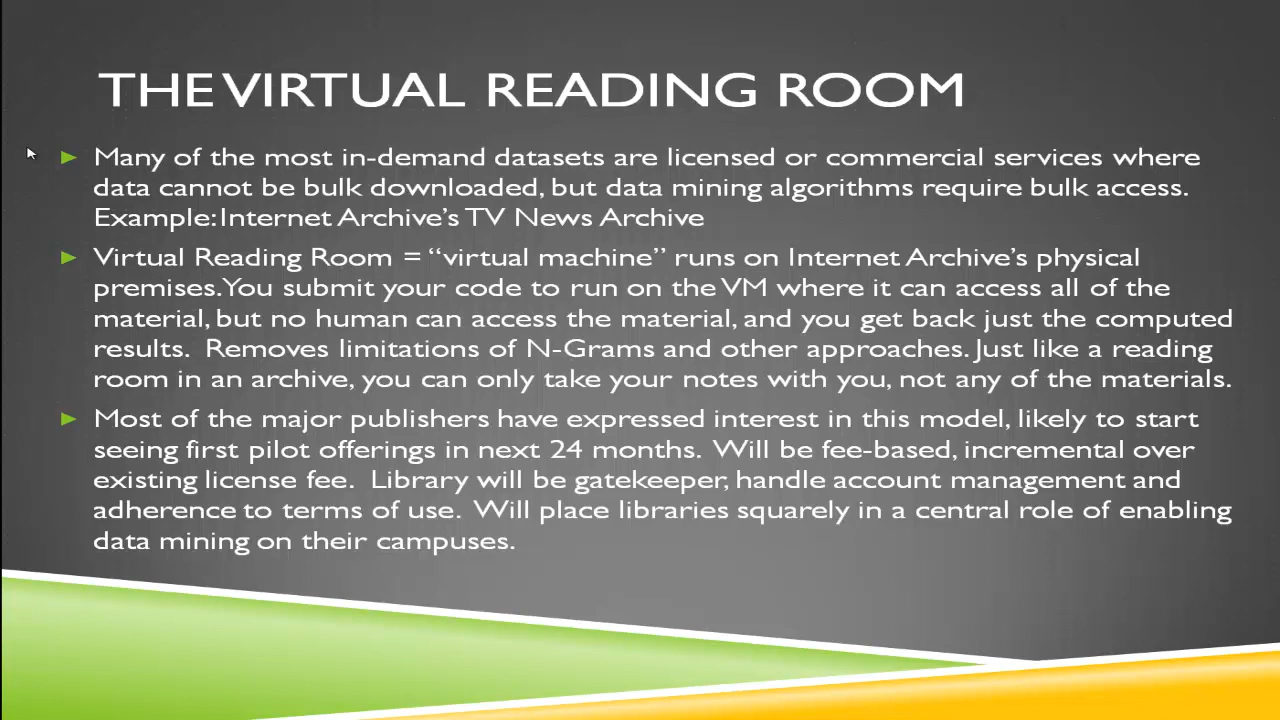 THE VIRTUAL READING ROOM
Many of the most in-demand datasets are licensed or commercial services where
data cannot be bulk downloaded, but data mining algorithms require bulk access.
Example: Internet Archive's TV News Archive
Virtual Reading Room = “virtual machine” runs on Internet Archive's physical
premises. You submit your code to run on the VM where it can access all of the
material, but no human can access the material, and you get back just the computed
results.  Removes limitations of N-Grams and other approaches. Just like a reading
room in an archive, you can only take your notes with you, not any of the materials.
Most of the major publishers have expressed interest in this model, likely to start
seeing first pilot offerings in next 24 months.  Will be fee-based, incremental over
existing license fee.  Library will be gatekeeper, handle account management and
adherence to terms of use.  Will place libraries squarely in a central role of enabling
data mining on their campuses.